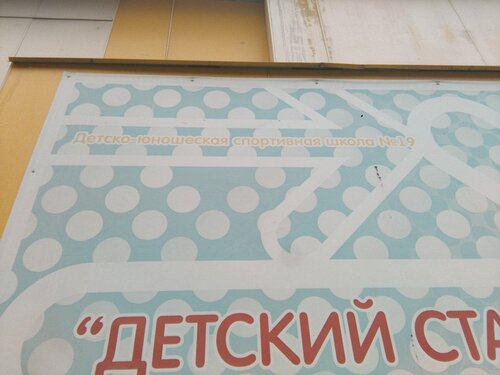 Детско-юношеская спортивная школа №19
"ДЕТСКИЙ СТА